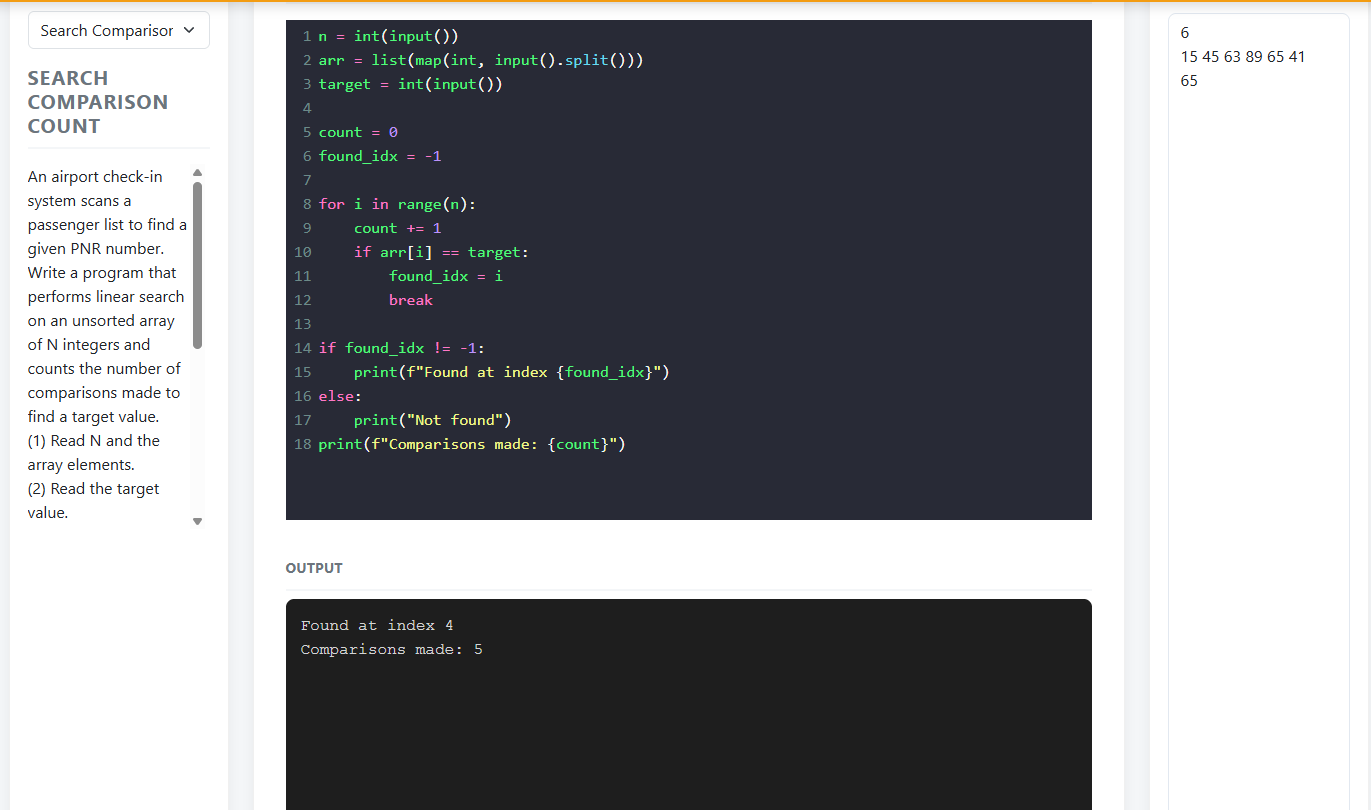 Search Comparisor
SEARCH
COMPARISON
COUNT
An airport check-in
system scans a
passenger list to find a
given PNR number.
Write a program that
performs linear search
on an unsorted array
of N integers and
counts the number of
comparisons made to
find a target value.
(1) Read N and the
array elements.
(2) Read the target
value.
1 n = int(input())
2 arr = list(map(int, input().split()))
3 target = int(input())
4
5 count = 0
6 found_idx = -1
7
8 for i in range(n):
9     count += 1
10     if arr[i] == target:
11         found_idx = i
12         break
13
14 if found_idx != -1:
15     print(f"Found at index {found_idx}")
16 else:
17     print("Not found")
18 print(f"Comparisons made: {count}")
OUTPUT
Found at index 4
Comparisons made: 5
6
15 45 63 89 65 41
65